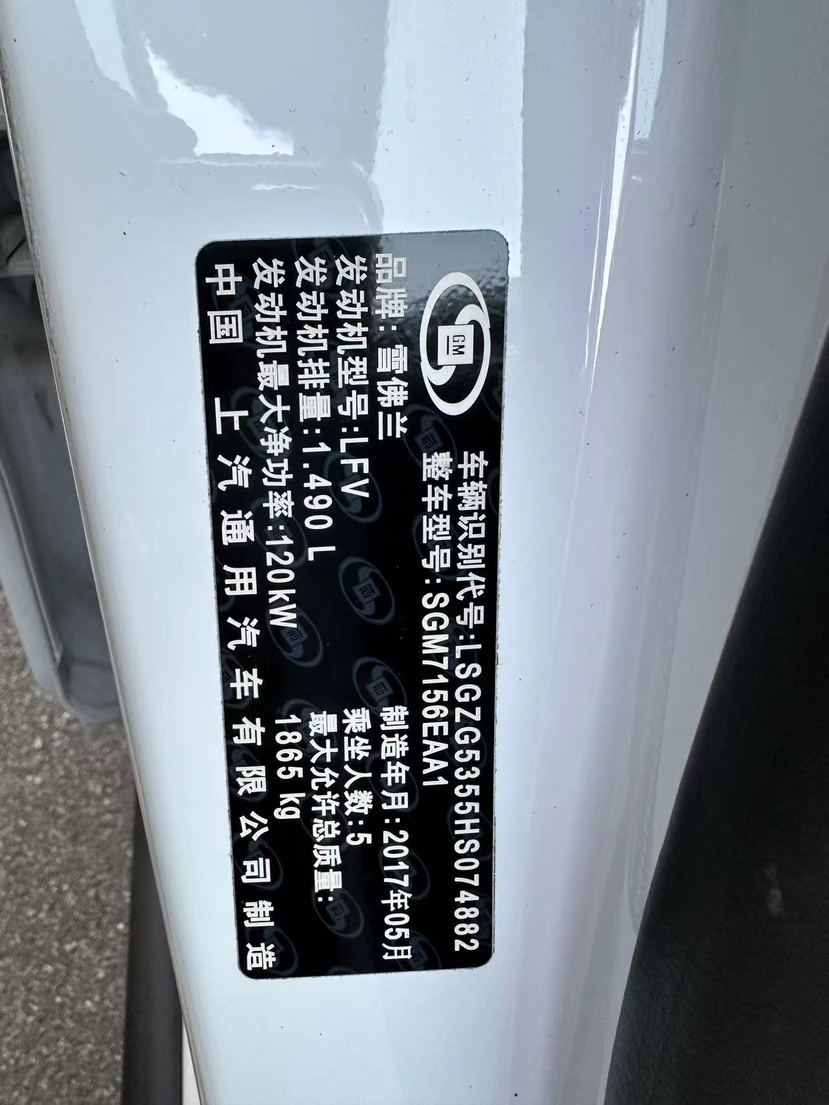 GM
车辆识别代号:LSGZG5355HS074882
整车型号:SGM7156EAA1
品牌:雪佛兰
制造年月:2017年05月
发动机型号:LFV
乘坐人数:5
发动机排量:1.490L
最大允许总质量:
发动机最大净功率:120kW
1865kg
中国 上汽通用汽车有限公司制造